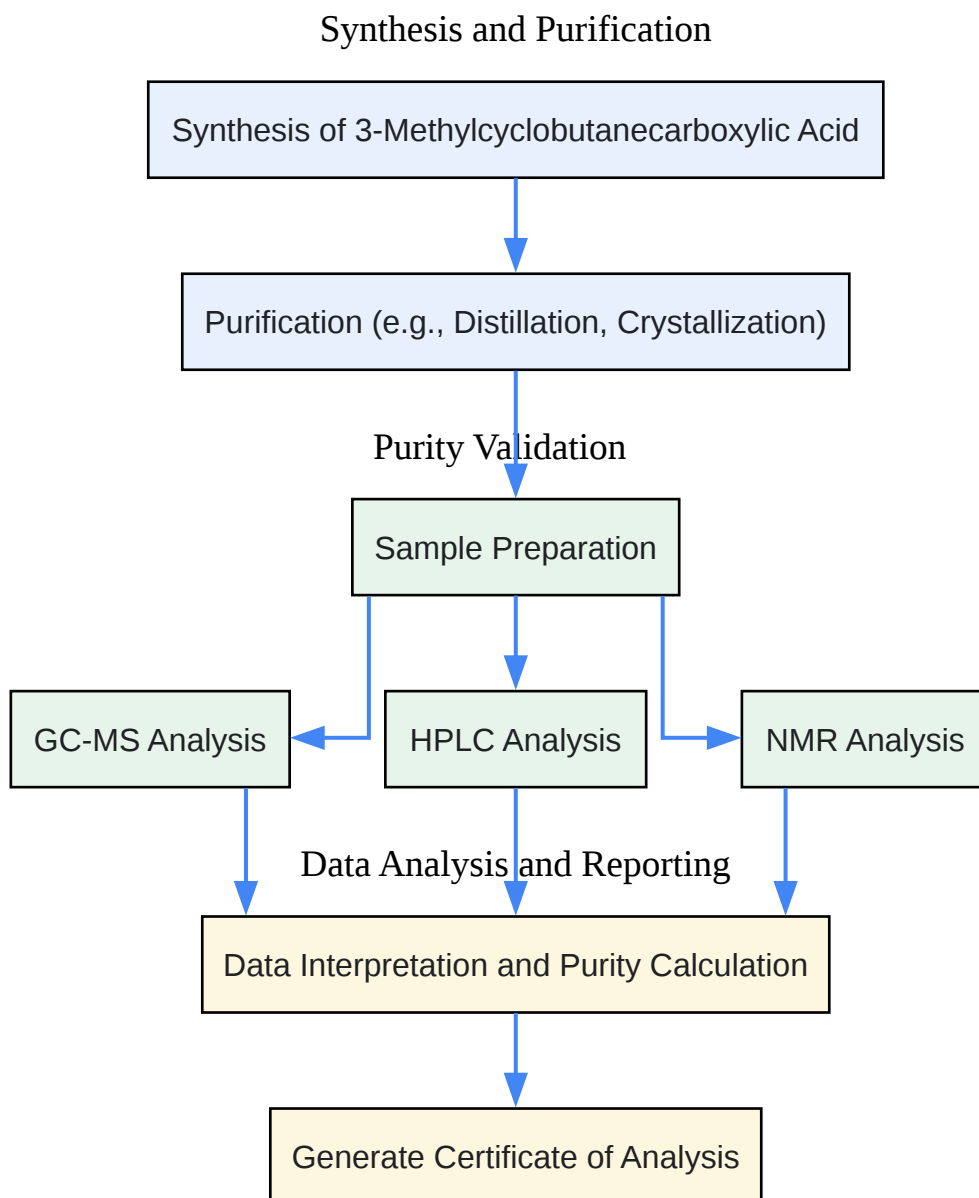 Synthesis and Purification
Synthesis of 3-Methylcyclobutanecarboxylic Acid
Purification (e.g., Distillation, Crystallization)
Purity Validation
Sample Preparation
GC-MS Analysis
HPLC Analysis
NMR Analysis
Data Analysis and Reporting
Data Interpretation and Purity Calculation
Generate Certificate of Analysis